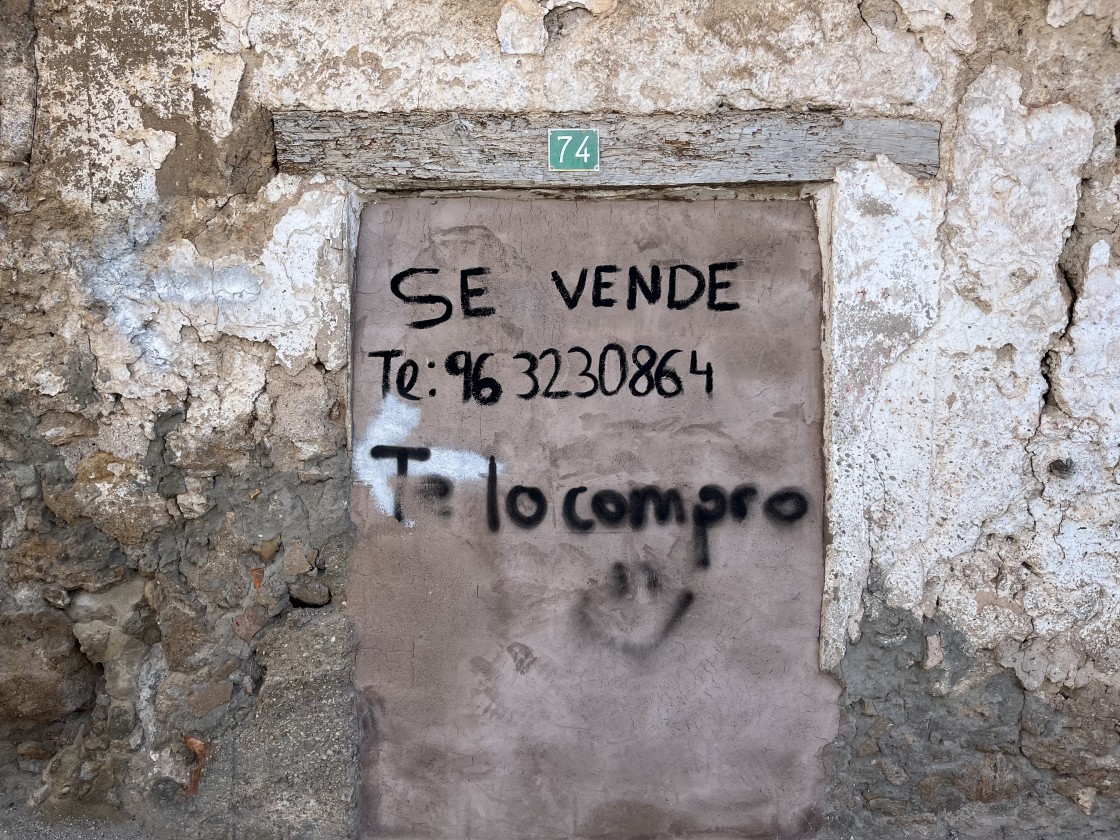 74
SE VENDE
Te: 96 3230864
Te lo compro